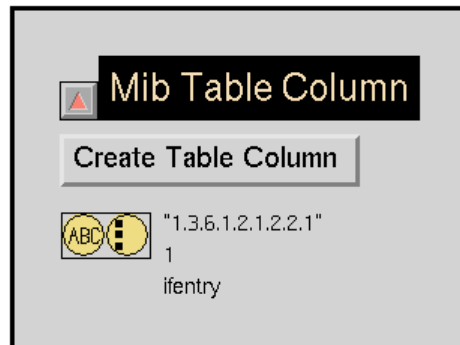 Mib Table Column
Create Table Column
ABC
"1.3.6.1.2.1.2.2.1"
1
ifentry